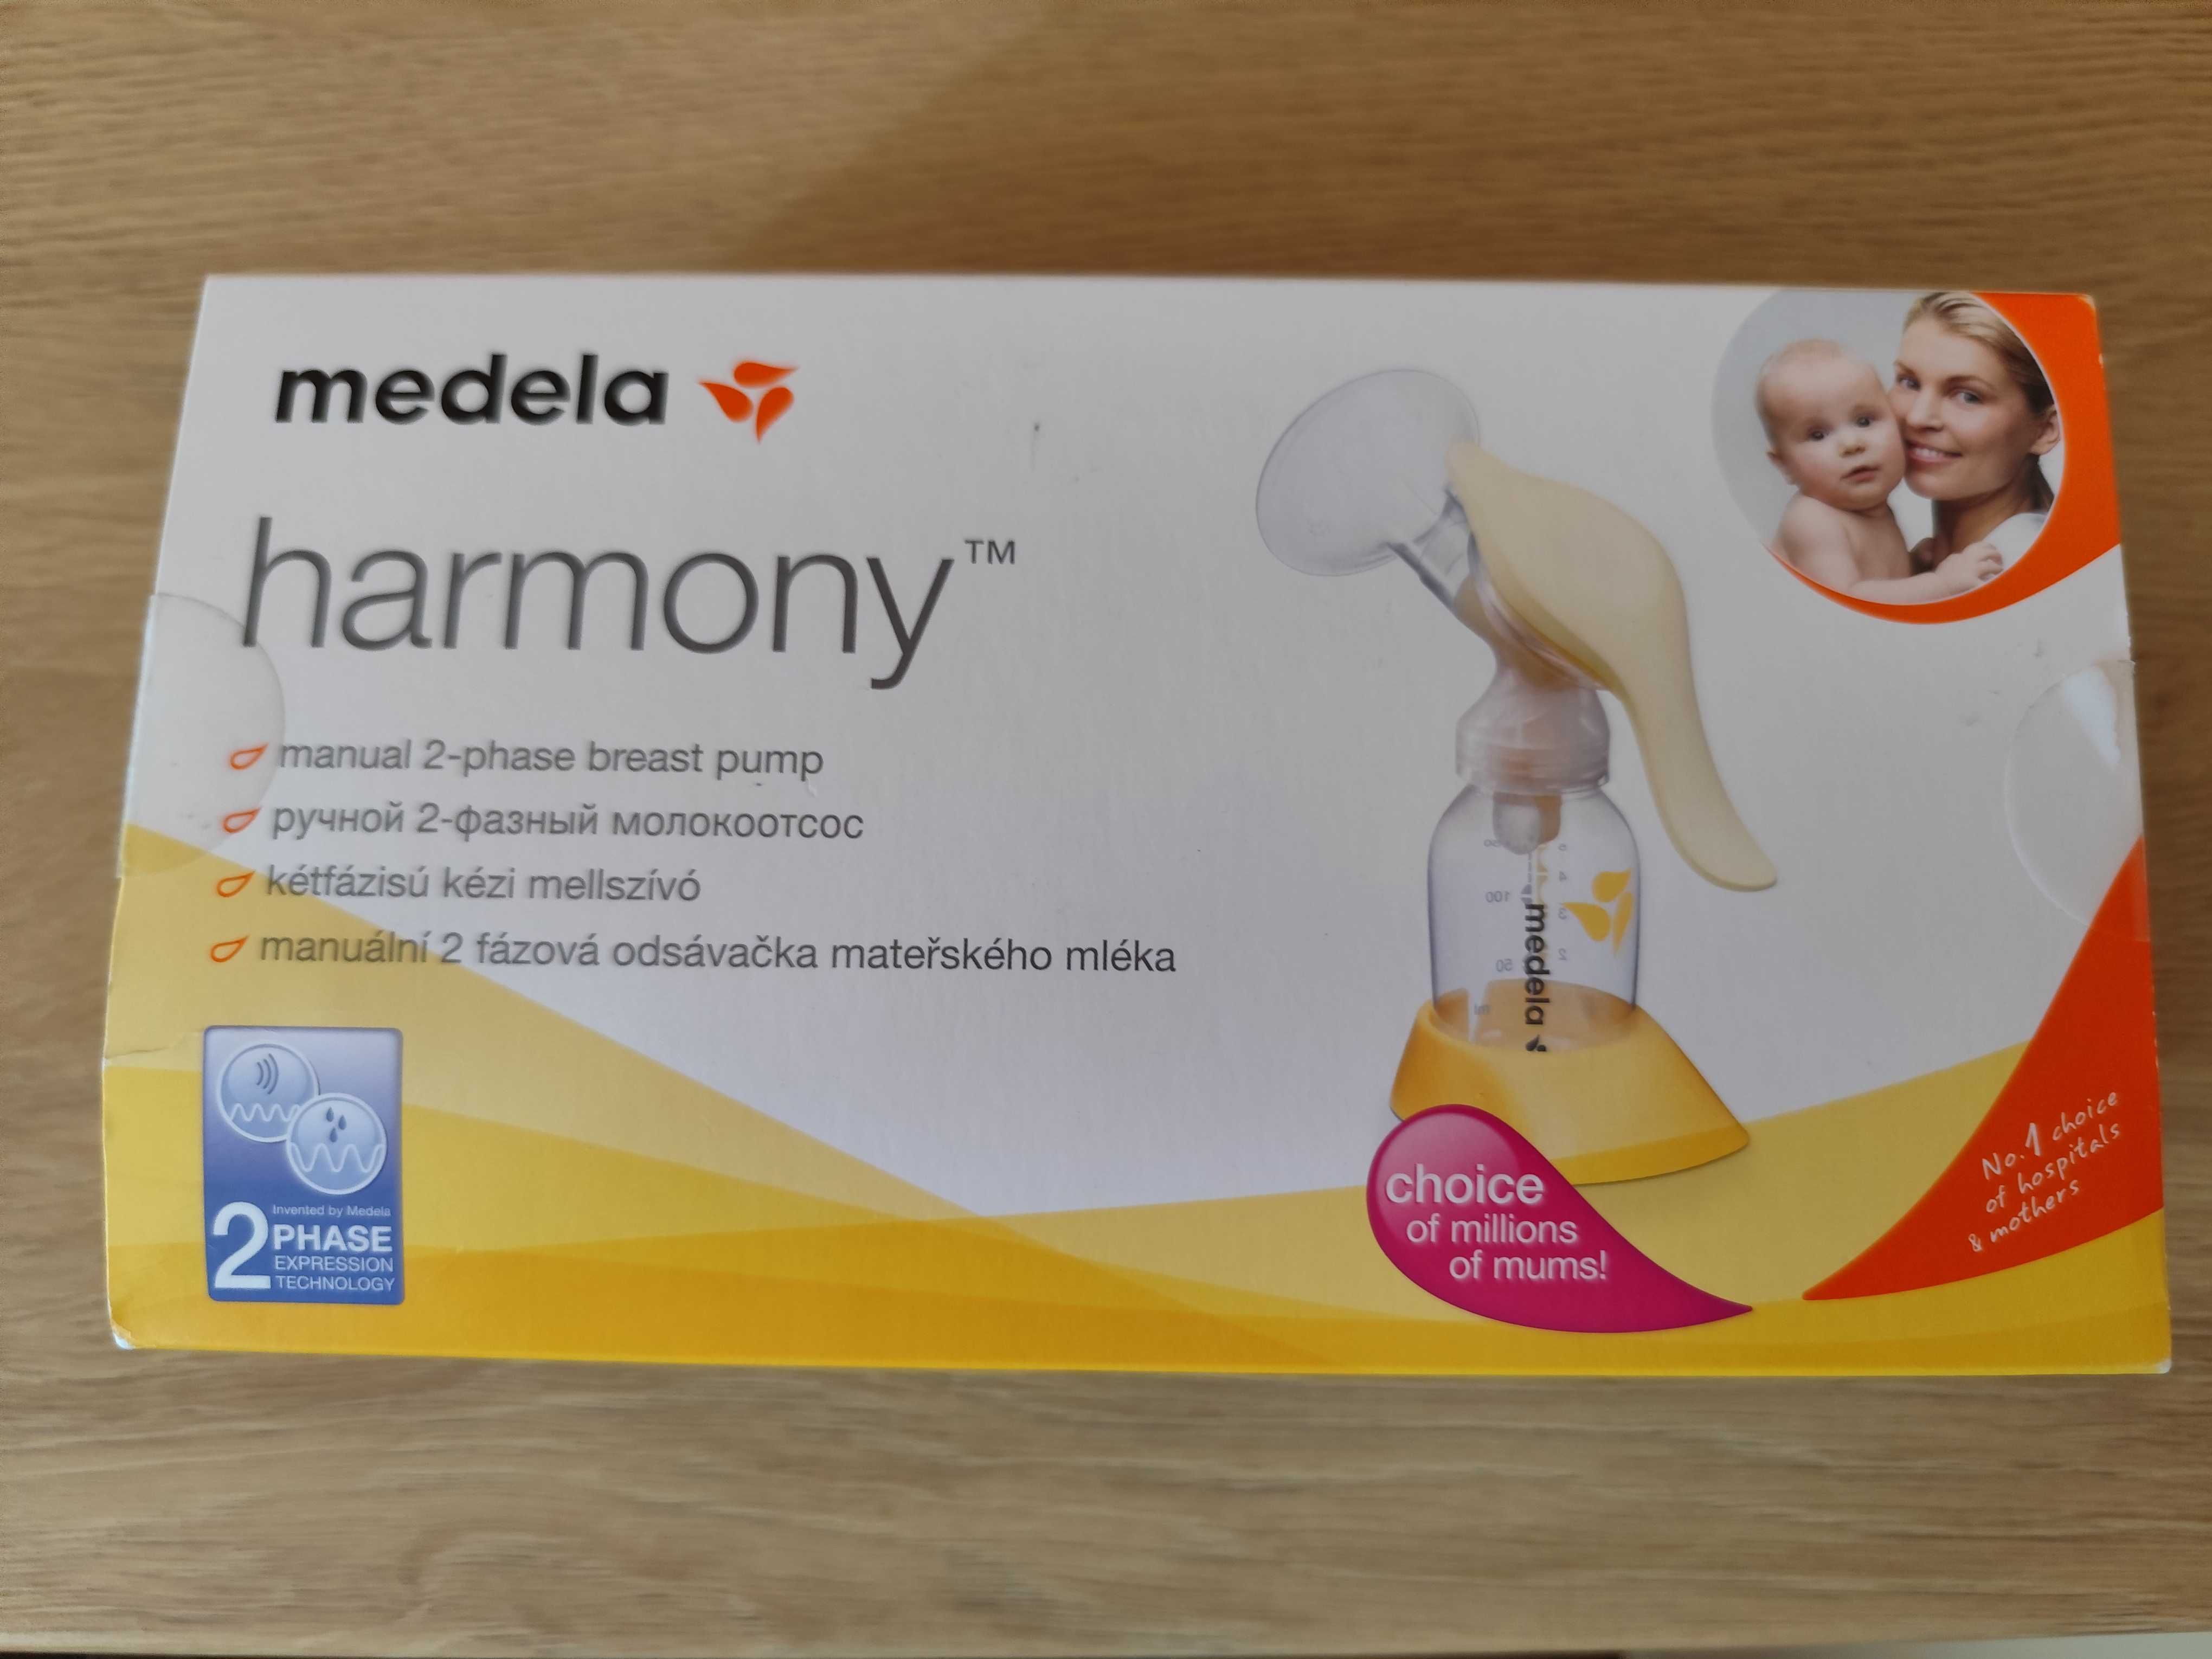 medela
harmony™
manual 2-phase breast pump
ручной 2-фазный молокоотсос
kétfázisú kézi mellszívó
manuální 2 fázová odsávačka mateřského mléka
Invented by Medela
2 PHASE
EXPRESSION
TECHNOLOGY
100
50
ml
medela
choice
of millions
of mums!
No.1 choice
of hospitals
& mothers